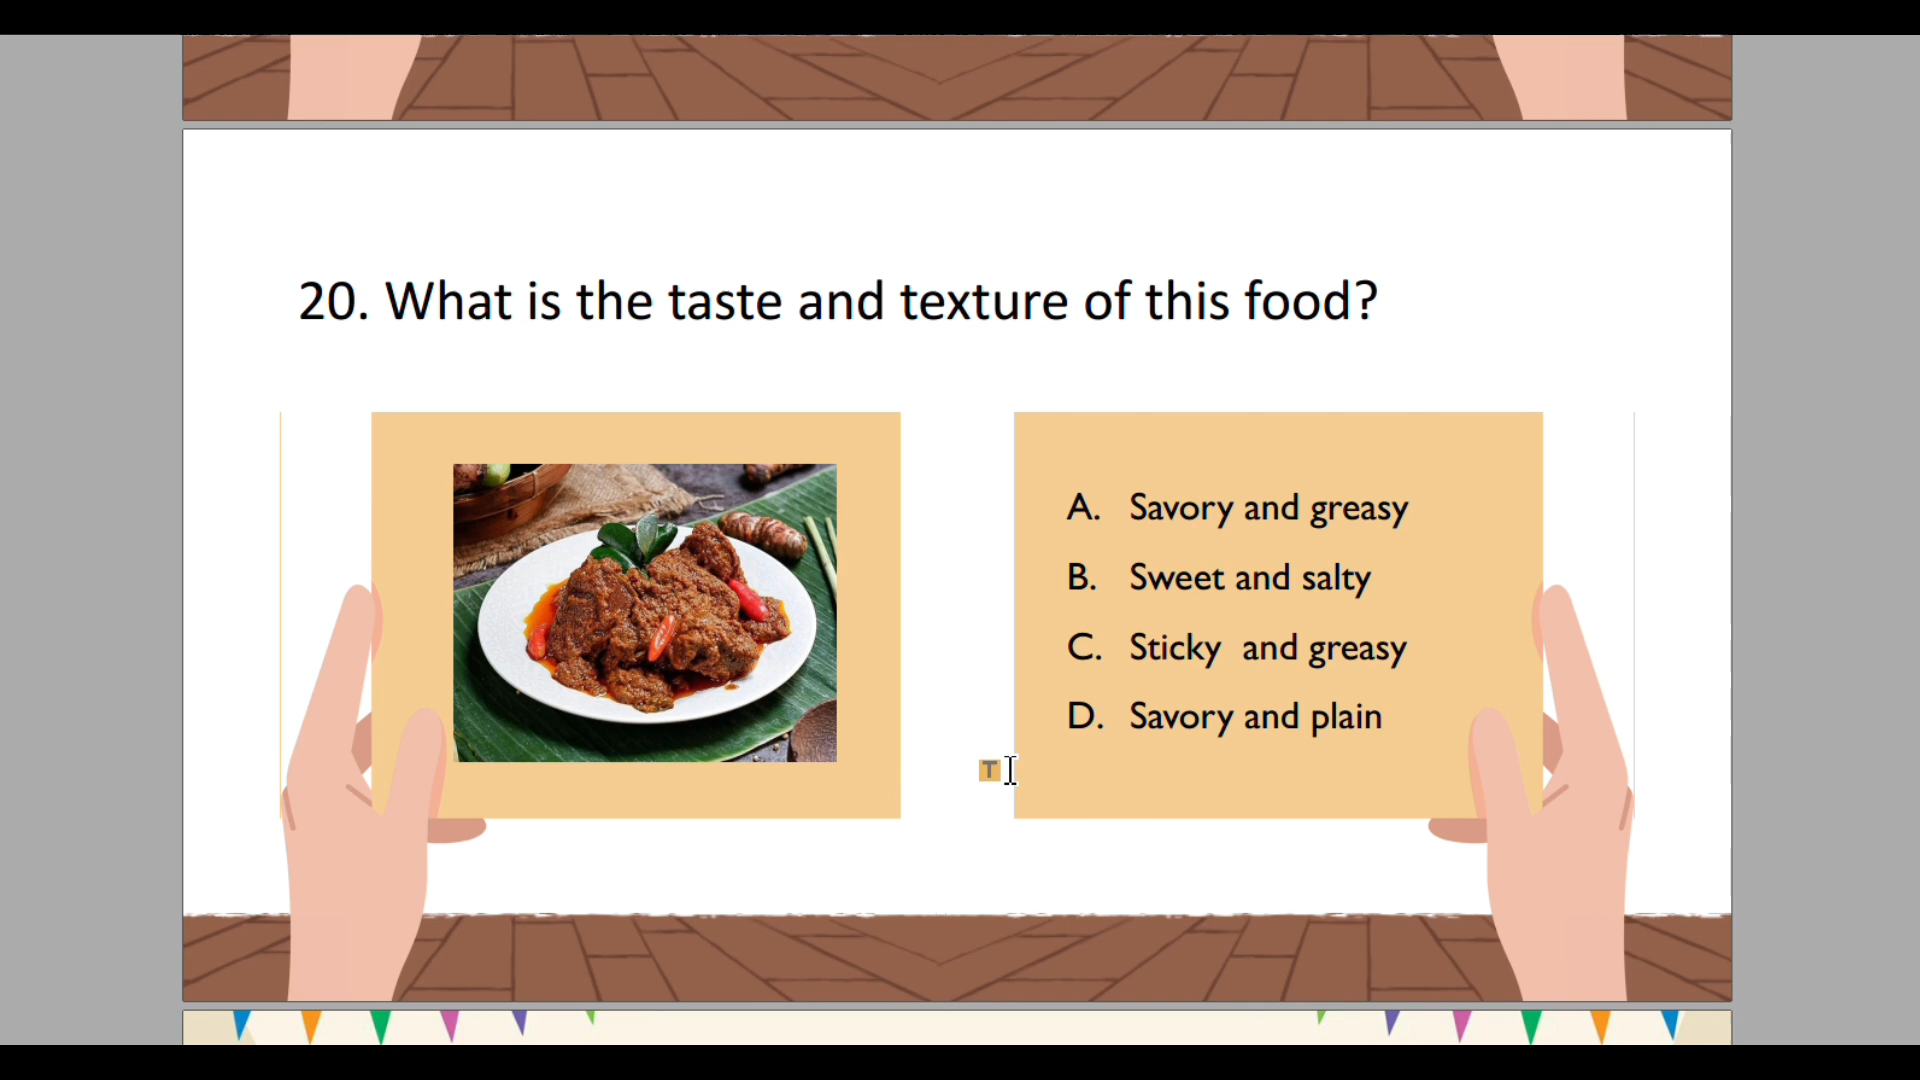 20. What is the taste and texture of this food?
A. Savory and greasy
B. Sweet and salty
C. Sticky and greasy
D. Savory and plain
T